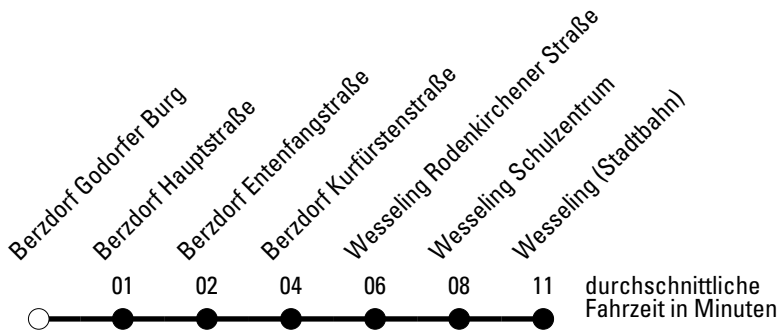 Berzdorf Godorfer Burg
Berzdorf Hauptstraße
Berzdorf Entenfangstraße
Berzdorf Kurfürstenstraße
Wesseling Rodenkirchener Straße
Wesseling Schulzentrum
Wesseling (Stadtbahn)
01 02 04 06 08 11 durchschnittliche
Fahrzeit in Minuten